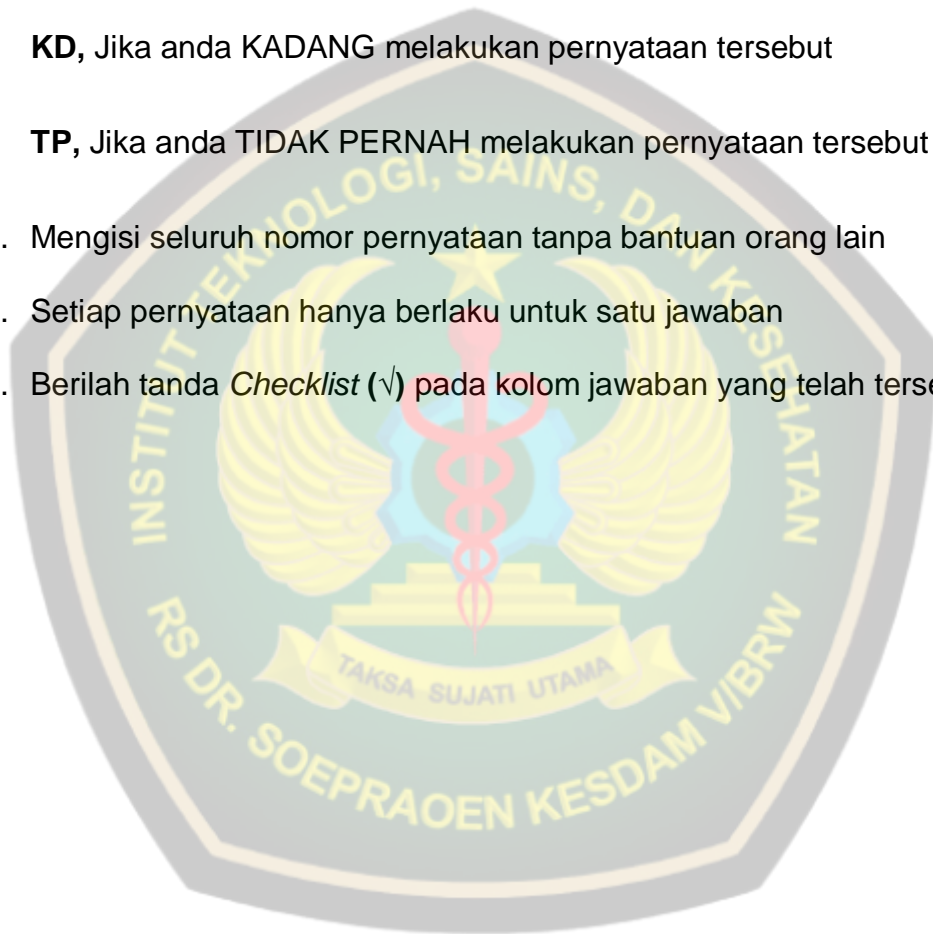 KD, Jika anda KADANG melakukan pernyataan tersebut
TP, Jika anda TIDAK PERNAH melakukan pernyataan tersebut
. Mengisi seluruh nomor pernyataan tanpa bantuan orang lain
. Setiap pernyataan hanya berlaku untuk satu jawaban
. Berilah tanda Checklist (√) pada kolom jawaban yang telah terse
INSTITUT TEKNOLOGI, SAINS, DAN KESEHATAN
TAKSA SUJATI UTAMA
RS DR. SOEPRAOEN KESDAM V/BRW